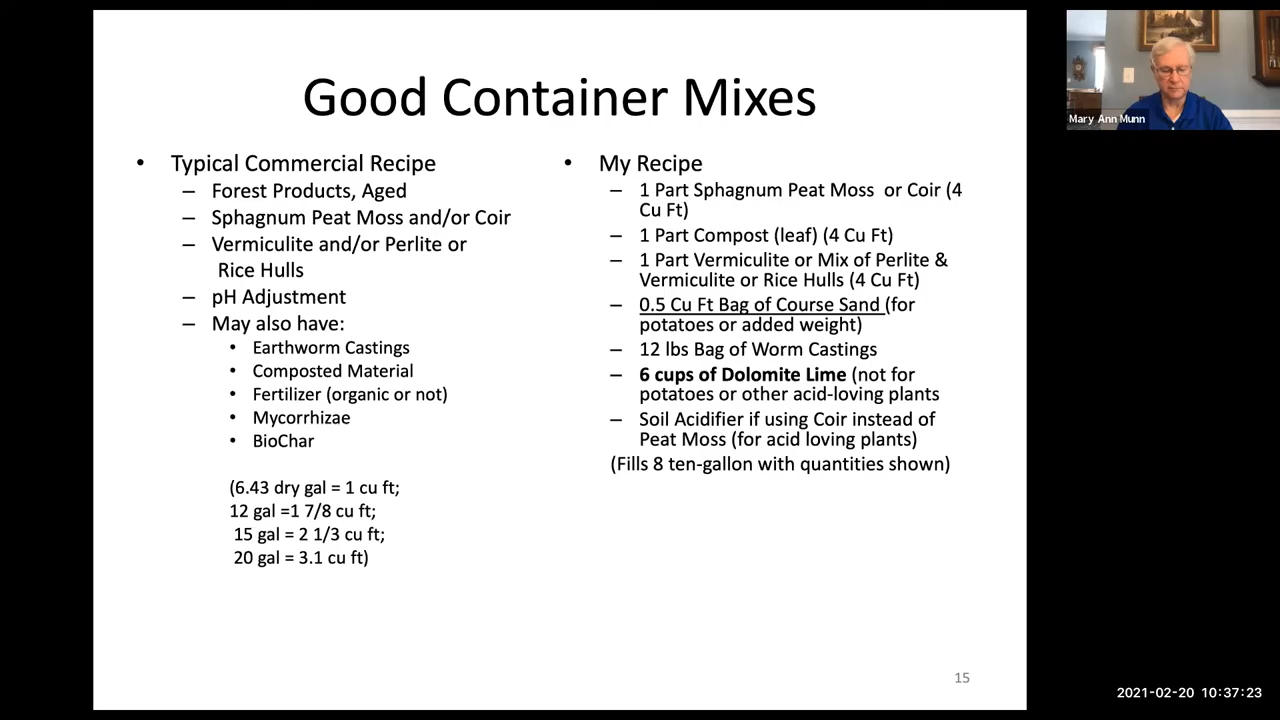 Good Container Mixes
• Typical Commercial Recipe
– Forest Products, Aged
– Sphagnum Peat Moss and/or Coir
– Vermiculite and/or Perlite or
Rice Hulls
– pH Adjustment
– May also have:
• Earthworm Castings
• Composted Material
• Fertilizer (organic or not)
• Mycorrhizae
• BioChar
(6.43 dry gal = 1 cu ft;
12 gal =1 7/8 cu ft;
15 gal = 2 1/3 cu ft;
20 gal = 3.1 cu ft)
• My Recipe
– 1 Part Sphagnum Peat Moss or Coir (4
Cu Ft)
– 1 Part Compost (leaf) (4 Cu Ft)
– 1 Part Vermiculite or Mix of Perlite &
Vermiculite or Rice Hulls (4 Cu Ft)
– 0.5 Cu Ft Bag of Course Sand (for
potatoes or added weight)
– 12 lbs Bag of Worm Castings
– 6 cups of Dolomite Lime (not for
potatoes or other acid-loving plants
– Soil Acidifier if using Coir instead of
Peat Moss (for acid loving plants)
(Fills 8 ten-gallon with quantities shown)
15
Mary Ann Munn
2021-02-20 10:37:23